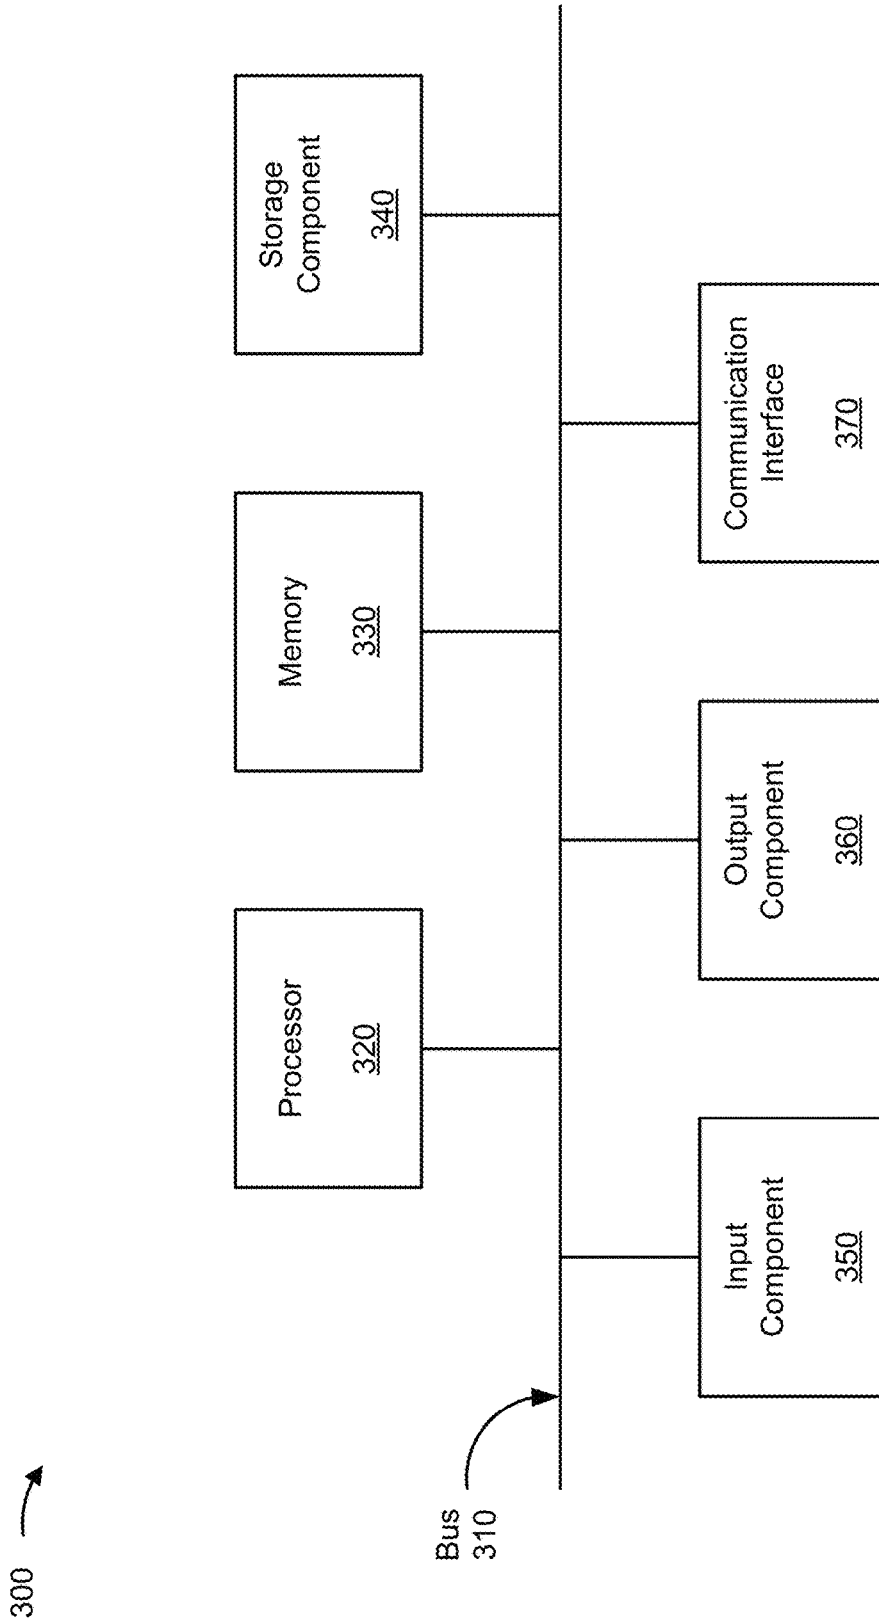 300
Bus
310
Processor
320
Memory
330
Storage
Component
340
Input
Component
350
Output
Component
360
Communication
Interface
370